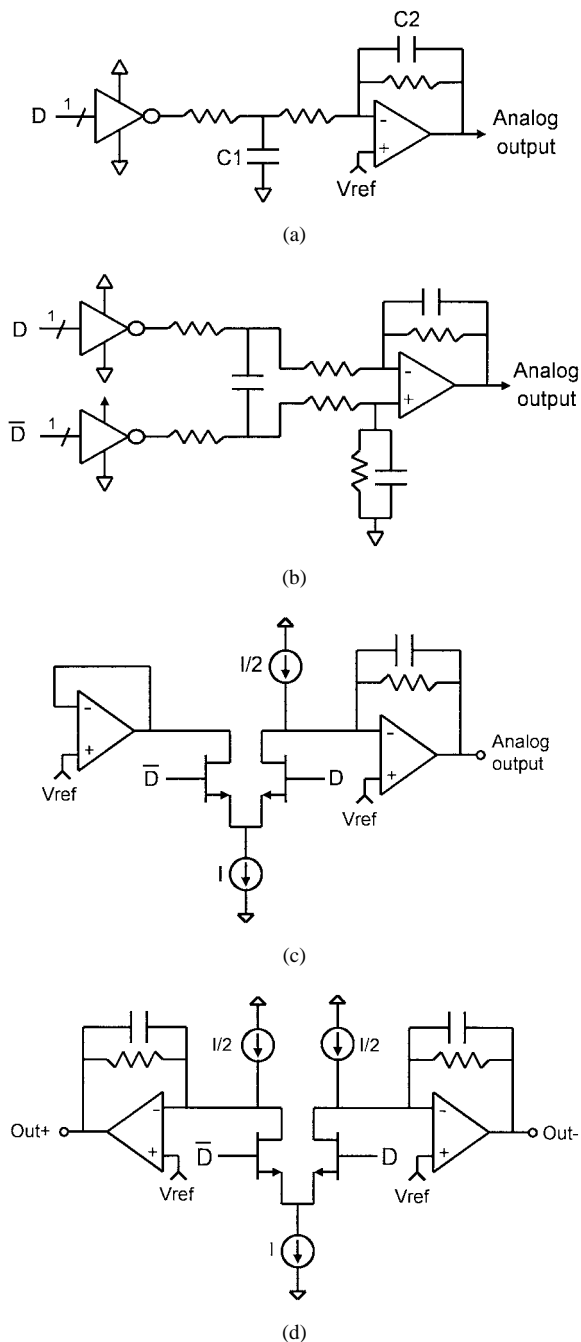 C2
D
1
C1
-
+
Vref
Analog
output
(a)
D
1
D̅
1
-
+
Analog
output
(b)
I/2
-
+
Vref
D̅
D
-
+
Vref
Analog
output
I
(c)
I/2
I/2
Out+
-
+
Vref
D̅
D
-
+
Vref
Out-
I
(d)